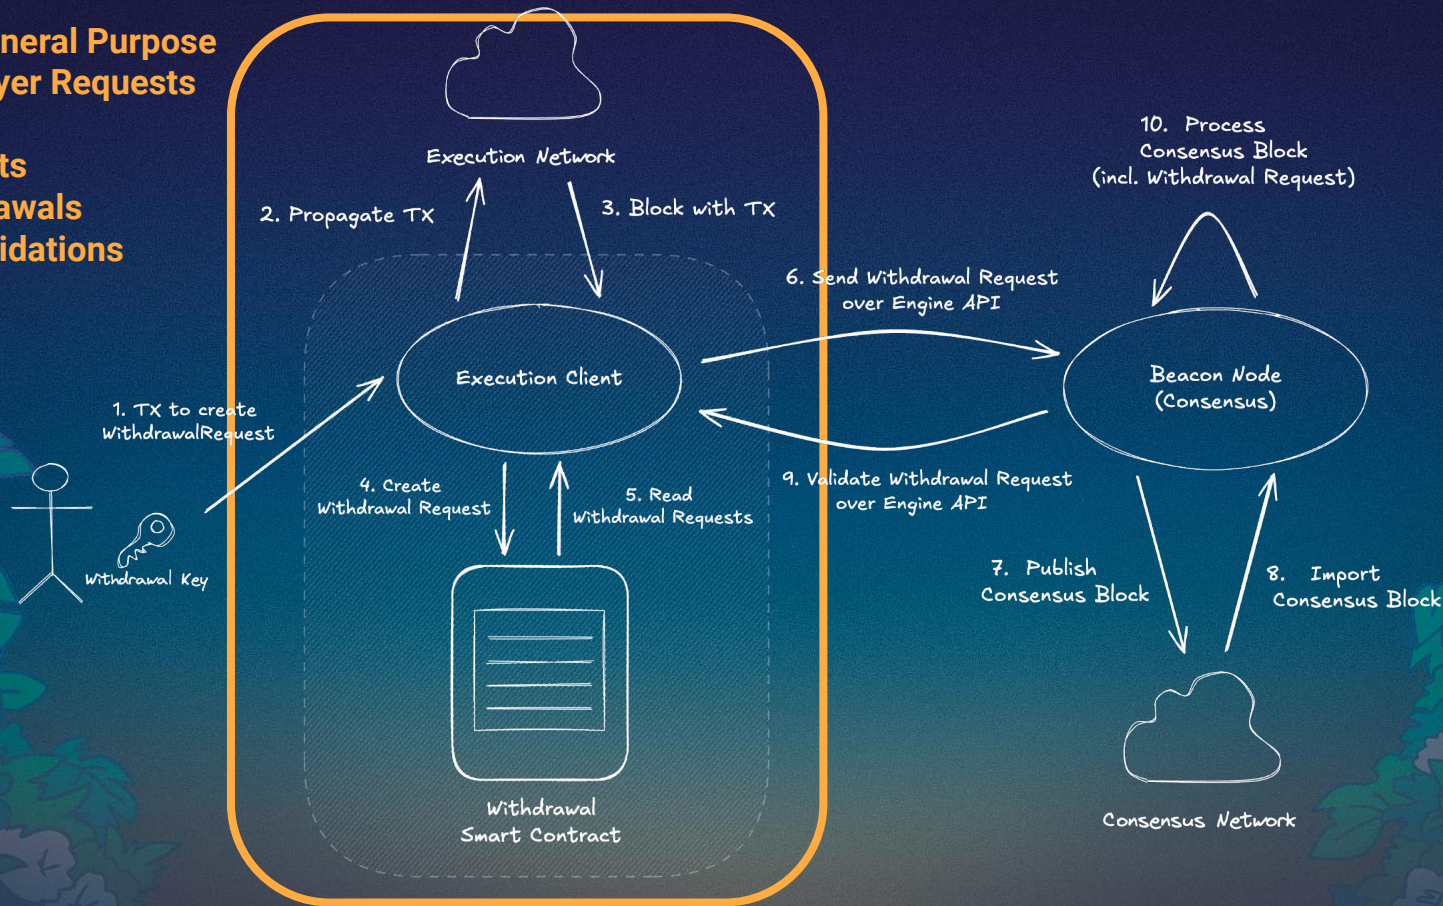 neral Purpose
yer Requests
ts
awals
idations
Execution Network
2. Propagate TX
3. Block with TX
10. Process
Consensus Block
(incl. Withdrawal Request)
6. Send Withdrawal Request
over Engine API
Execution Client
Beacon Node
(Consensus)
1. TX to create
WithdrawalRequest
4. Create
Withdrawal Request
5. Read
Withdrawal Requests
9. Validate Withdrawal Request
over Engine API
Withdrawal Key
7. Publish
Consensus Block
8. Import
Consensus Block
Withdrawal
Smart Contract
Consensus Network